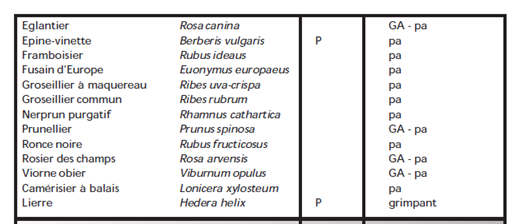 Eglantier Rosa canina GA - pa
Epine-vinette Berberis vulgaris P pa
Framboisier Rubus ideaus pa
Fusain d'Europe Euonymus europaeus pa
Groseillier à maquereau Ribes uva-crispa pa
Groseillier commun Ribes rubrum pa
Nerprun purgatif Rhamnus cathartica pa
Prunellier Prunus spinosa GA - pa
Ronce noire Rubus fructicosus pa
Rosier des champs Rosa arvensis GA - pa
Viorne obier Viburnum opulus GA - pa
Camérisier à balais Lonicera xylosteum pa
Lierre Hedera helix P grimpant